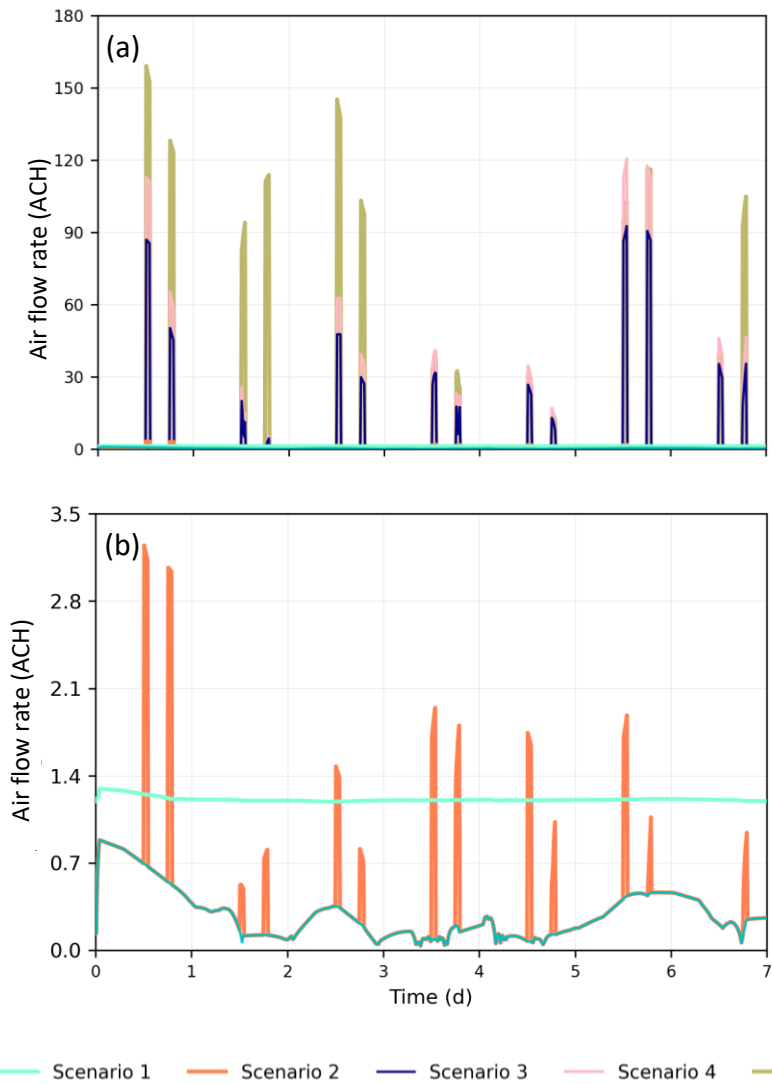 180
(a)
150
120
90
60
30
0
Air flow rate (ACH)
3.5
(b)
2.8
2.1
1.4
0.7
0.0
Air flow rate (ACH)
0 1 2 3 4 5 6 7
Time (d)
Scenario 1 Scenario 2 Scenario 3 Scenario 4